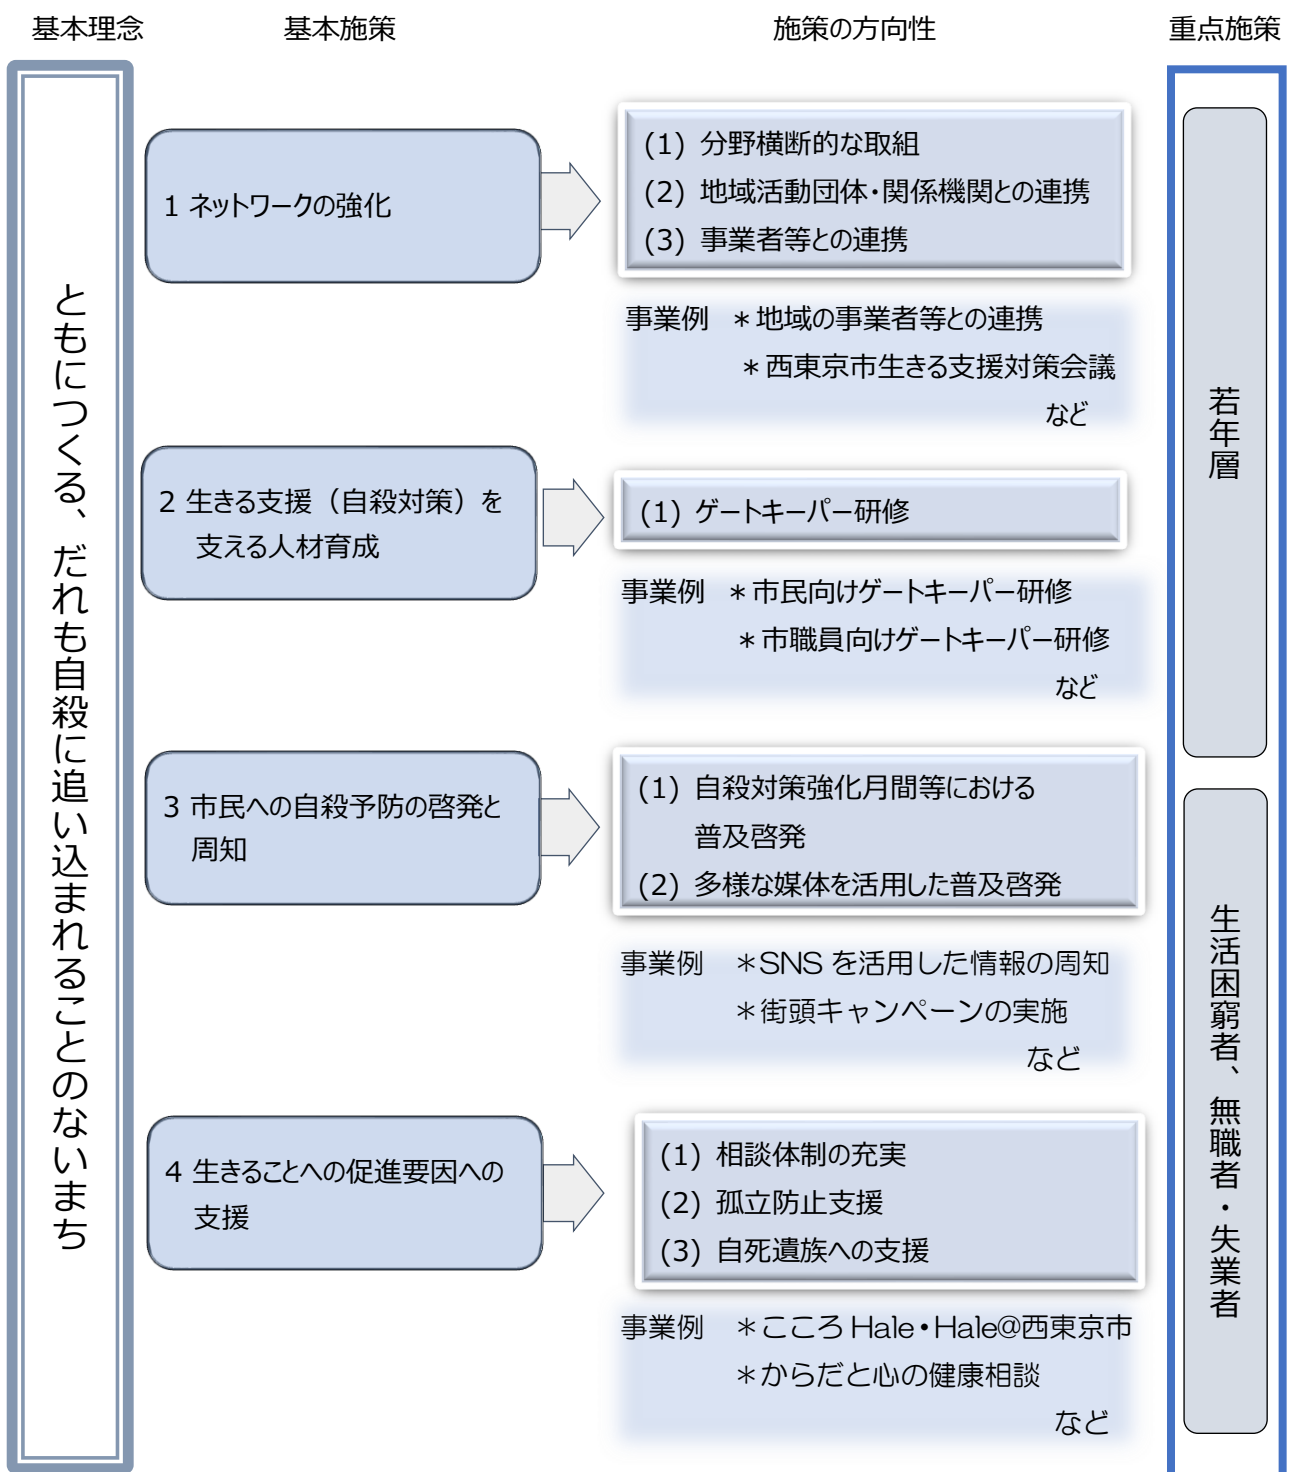 基本理念
基本施策
施策の方向性
重点施策
ともにつくる、だれも自殺に追い込まれることのないまち
1 ネットワークの強化
(1) 分野横断的な取組
(2) 地域活動団体・関係機関との連携
(3) 事業者等との連携
事業例 ＊地域の事業者等との連携
＊西東京市生きる支援対策会議
など
2 生きる支援（自殺対策）を
支える人材育成
(1) ゲートキーパー研修
事業例 ＊市民向けゲートキーパー研修
＊市職員向けゲートキーパー研修
など
3 市民への自殺予防の啓発と
周知
(1) 自殺対策強化月間等における
普及啓発
(2) 多様な媒体を活用した普及啓発
事業例 ＊SNS を活用した情報の周知
＊街頭キャンペーンの実施
など
4 生きることへの促進要因への
支援
(1) 相談体制の充実
(2) 孤立防止支援
(3) 自死遺族への支援
事業例 ＊こころ Hale・Hale@西東京市
＊からだと心の健康相談
など
若年層
生活困窮者、無職者・失業者